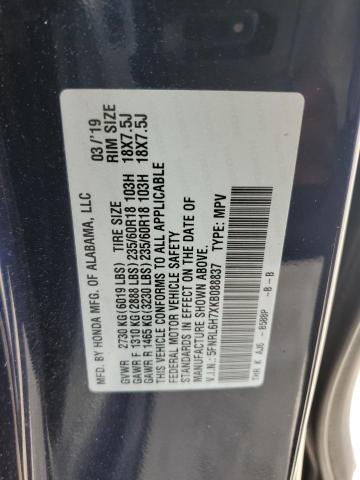 MFD. BY HONDA MFG. OF ALABAMA, LLC 03/'19
TIRE SIZE RIM SIZE
GVWR 2730 KG (6019 LBS)
GAWR F 1310 KG (2888 LBS) 235/60R18 103H 18X7.5J
GAWR R 1465 KG (3230 LBS) 235/60R18 103H 18X7.5J
THIS VEHICLE CONFORMS TO ALL APPLICABLE
FEDERAL MOTOR VEHICLE SAFETY
STANDARDS IN EFFECT ON THE DATE OF
MANUFACTURE SHOWN ABOVE.
V.I.N.: 5FNRL6H7XKB088837 TYPE: MPV
THR K AJ6 - B588P - B - B